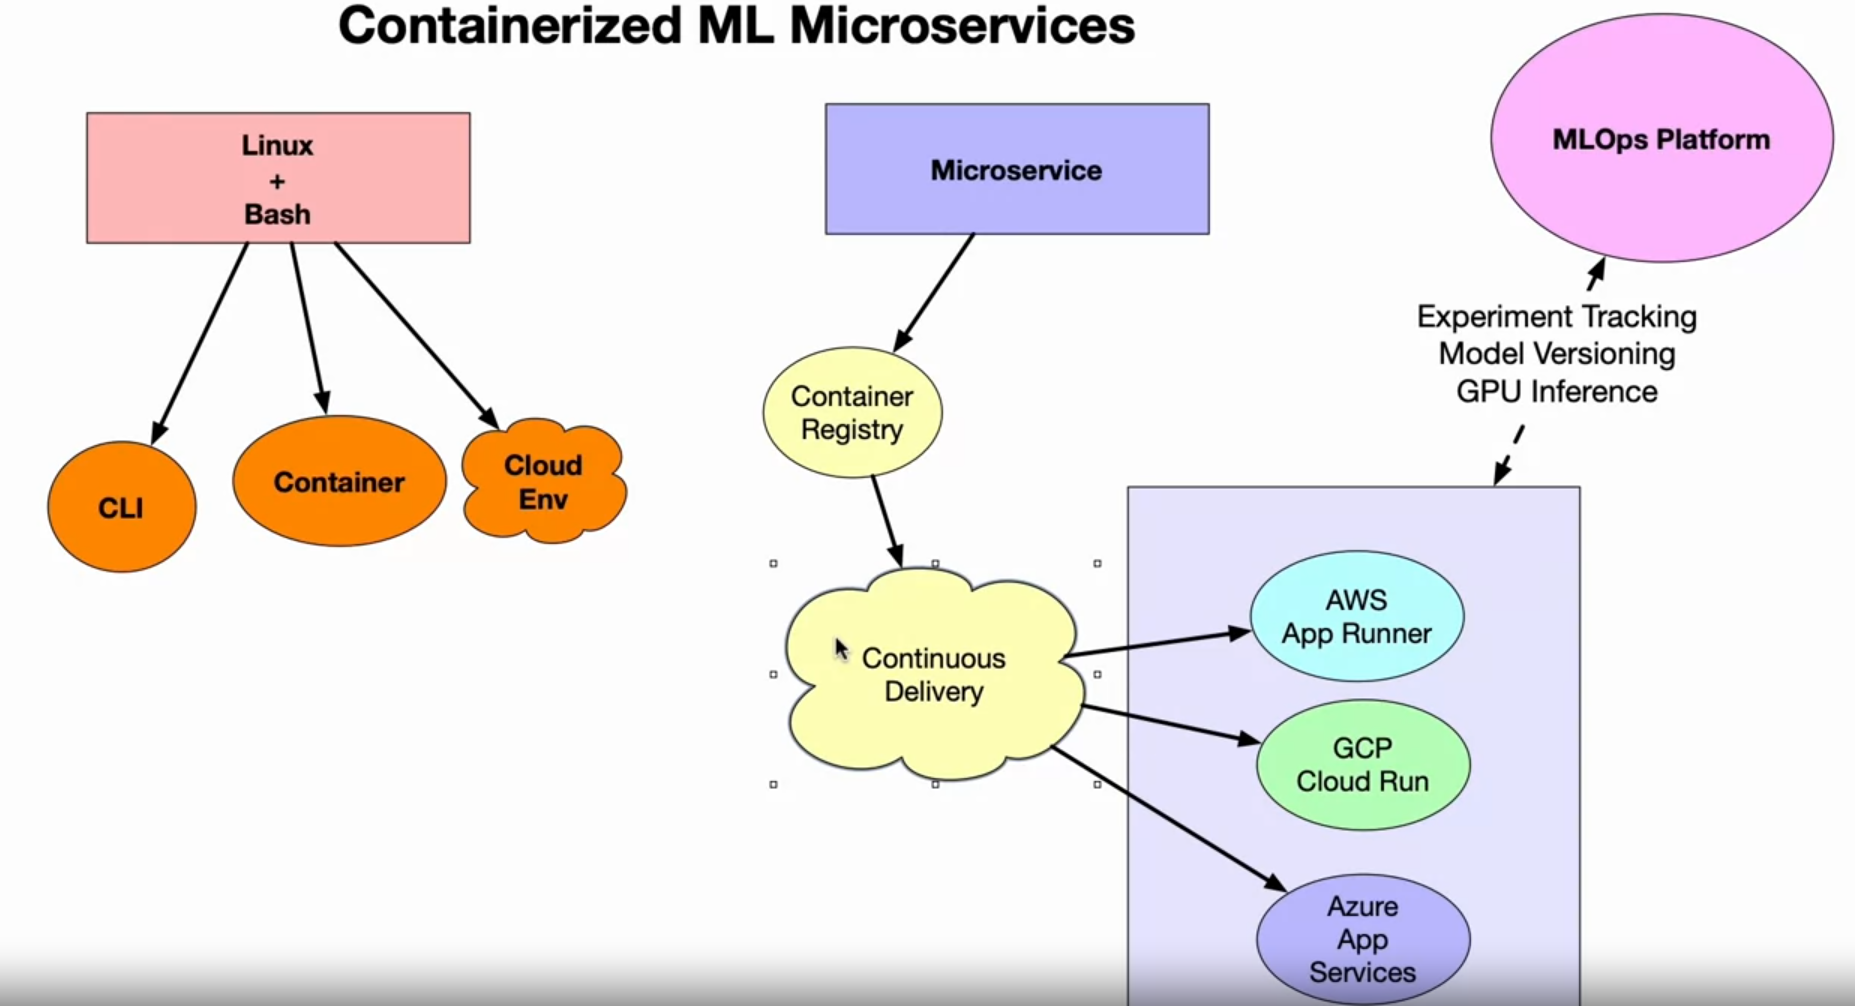 Containerized ML Microservices
Linux
+
Bash
CLI
Container
Cloud
Env
Microservice
Container
Registry
Continuous
Delivery
MLOps Platform
Experiment Tracking
Model Versioning
GPU Inference
AWS
App Runner
GCP
Cloud Run
Azure
App
Services